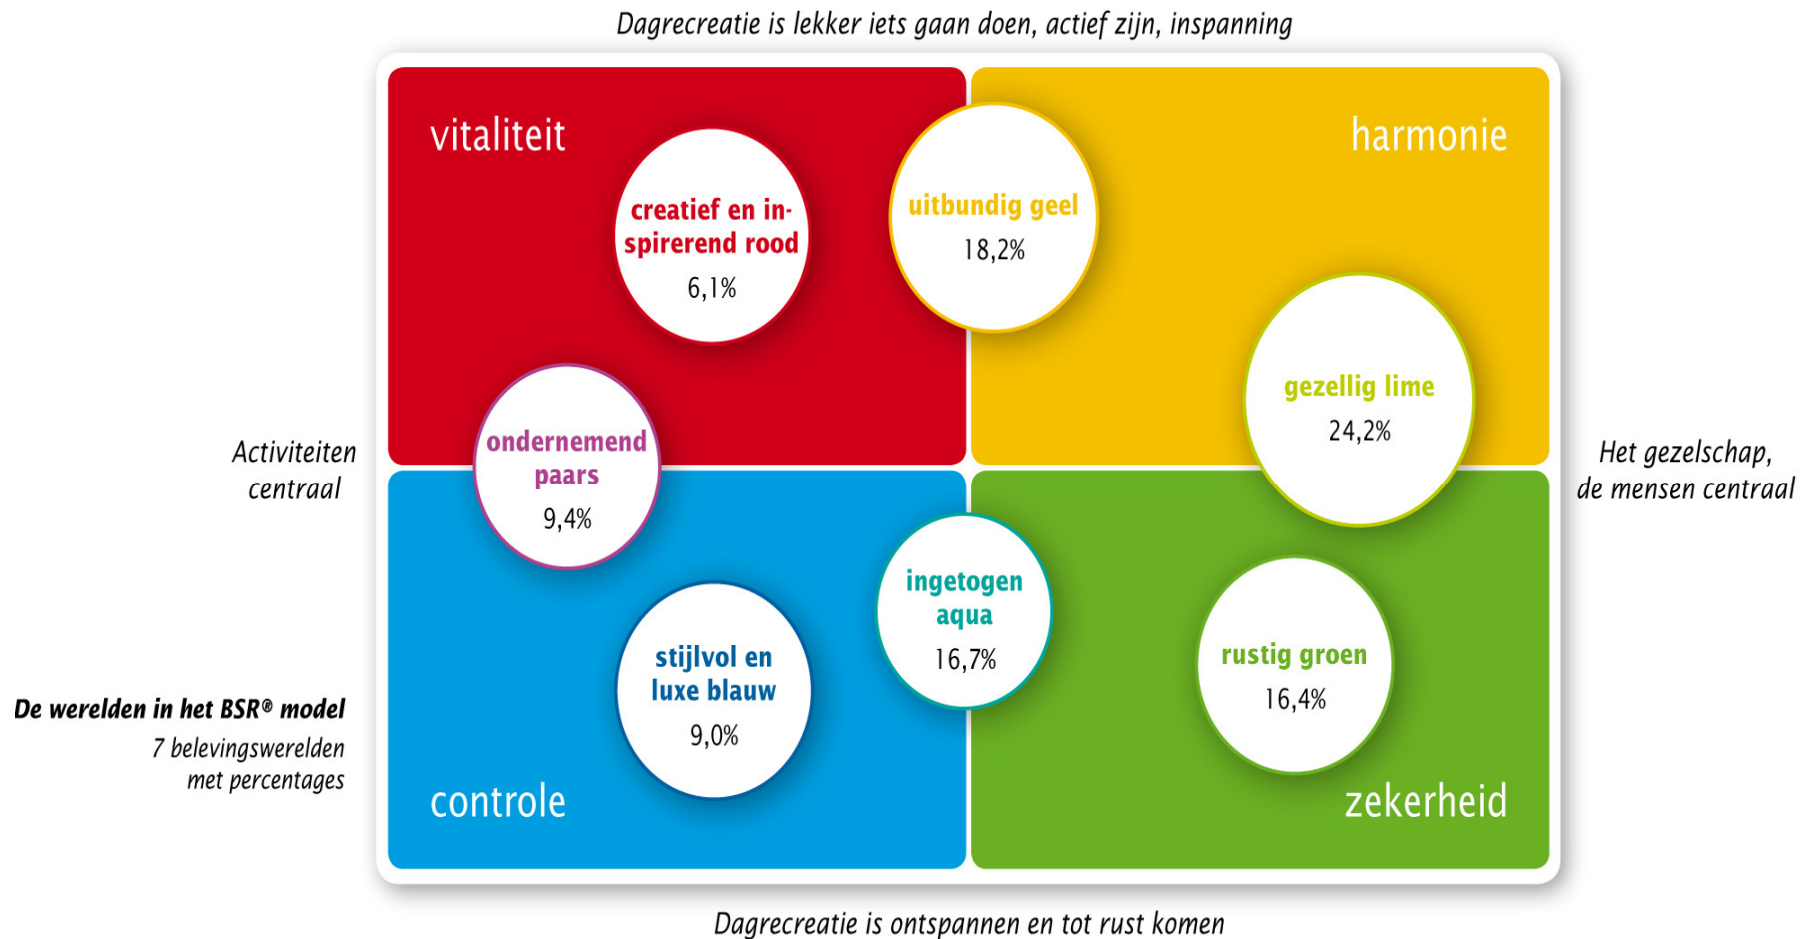 Dagrecreatie is lekker iets gaan doen, actief zijn, inspanning
vitaliteit
harmonie
creatief en in-
spirerend rood
6,1%
uitbundig geel
18,2%
gezellig lime
24,2%
Activiteiten
centraal
ondernemend
paars
9,4%
Het gezelschap,
de mensen centraal
ingetogen
aqua
16,7%
stijlvol en
luxe blauw
9,0%
rustig groen
16,4%
De werelden in het BSR® model
7 belevingswerelden
met percentages
controle
zekerheid
Dagrecreatie is ontspannen en tot rust komen